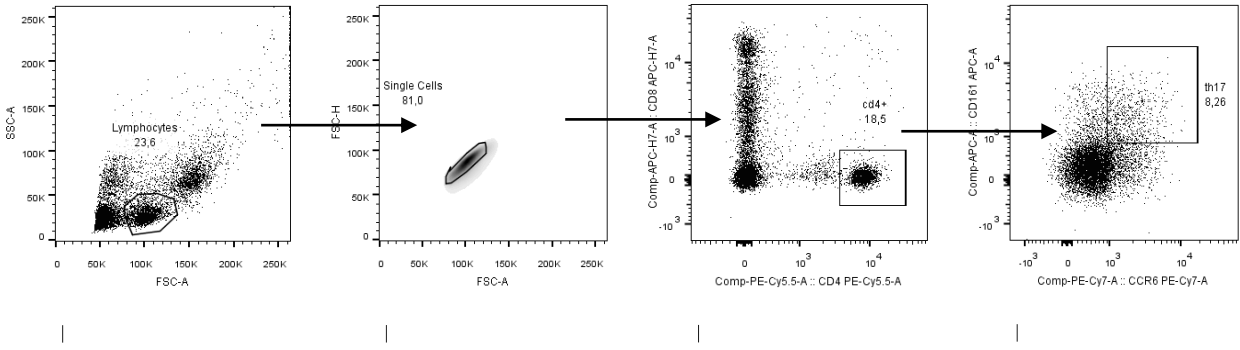 250K
200K
150K
100K
50K
0
SSC-A
Lymphocytes
23,6
0
50K
100K
150K
200K
250K
FSC-A
250K
200K
150K
100K
50K
0
FSC-H
Single Cells
81,0
0
50K
100K
150K
200K
250K
FSC-A
10 4
10 3
0
-10 3
Comp-APC-H7-A :: CD8 APC-H7-A
cd4+
18,5
0
10 3
10 4
Comp-PE-Cy5.5-A :: CD4 PE-Cy5.5-A
10 4
10 3
0
-10 3
Comp-APC-A :: CD161 APC-A
th17
8,26
-10 3
0
10 3
10 4
Comp-PE-Cy7-A :: CCR6 PE-Cy7-A